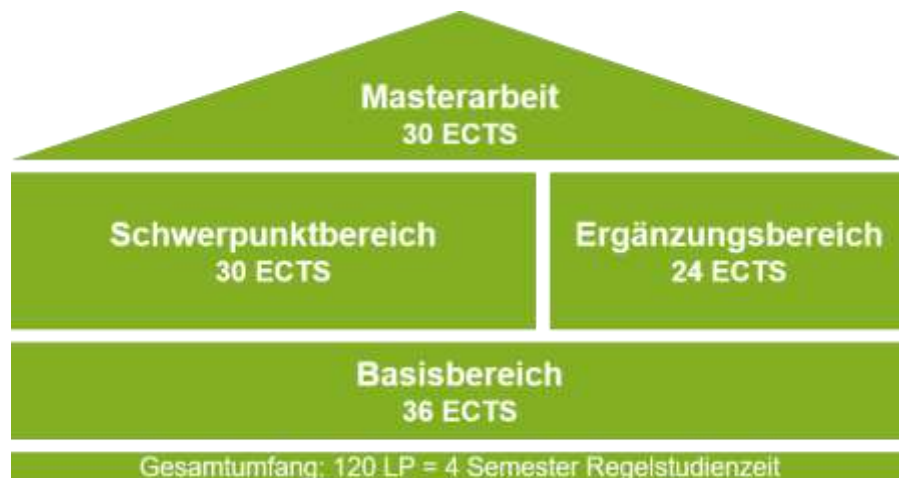 Masterarbeit
30 ECTS
Schwerpunktbereich
30 ECTS
Ergänzungsbereich
24 ECTS
Basisbereich
36 ECTS
Gesamtumfang: 120 LP = 4 Semester Regelstudienzeit